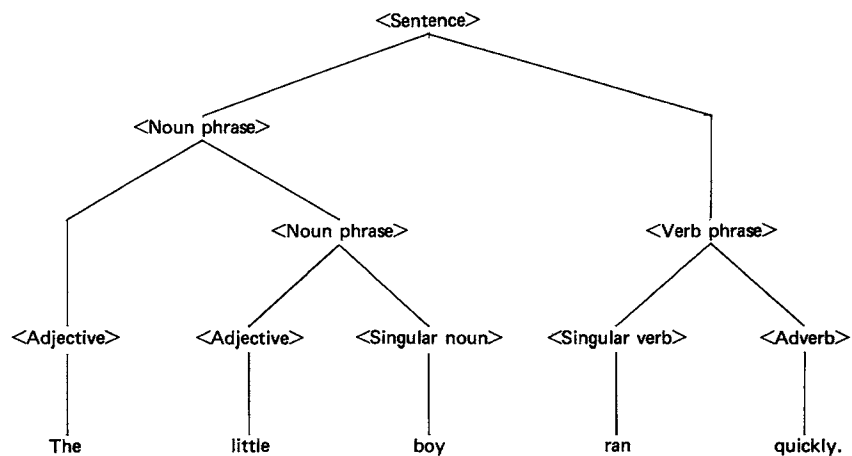 <Sentence>
<Noun phrase>
<Noun phrase> <Verb phrase>
<Adjective> <Adjective> <Singular noun> <Singular verb> <Adverb>
The little boy ran quickly.